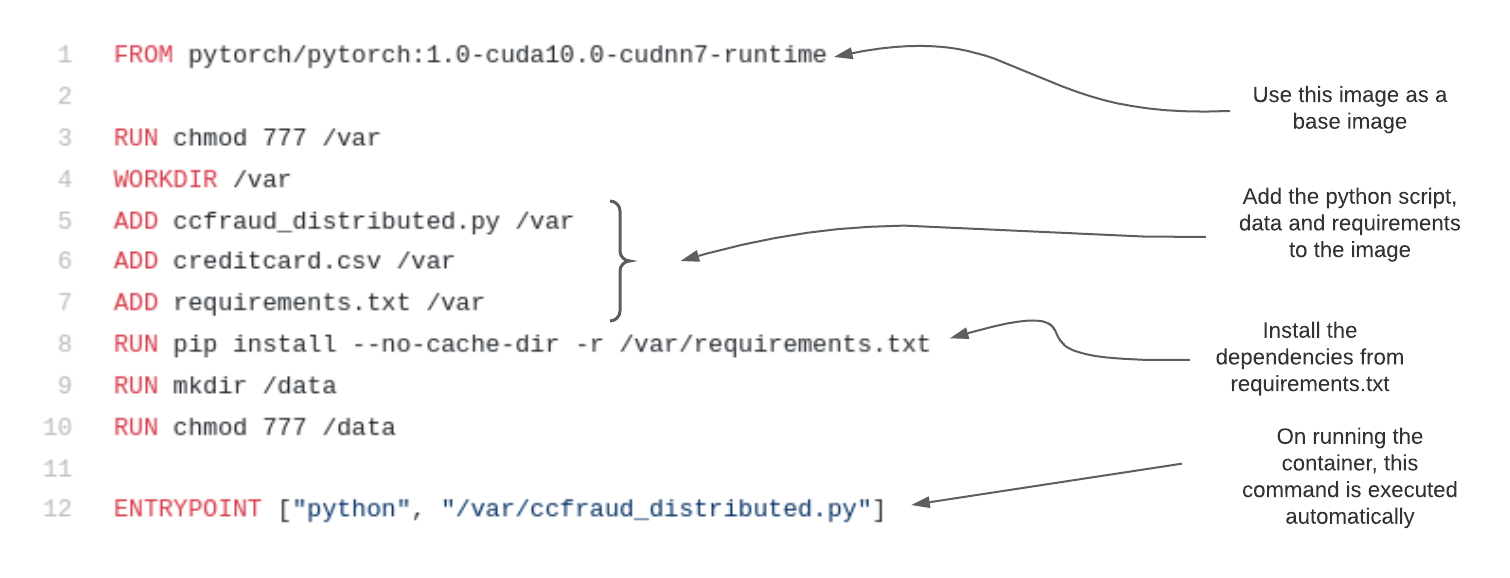 1 FROM pytorch/pytorch:1.0-cuda10.0-cudnn7-runtime
2
3 RUN chmod 777 /var
4 WORKDIR /var
5 ADD ccfraud_distributed.py /var
6 ADD creditcard.csv /var
7 ADD requirements.txt /var
8 RUN pip install --no-cache-dir -r /var/requirements.txt
9 RUN mkdir /data
10 RUN chmod 777 /data
11
12 ENTRYPOINT ["python", "/var/ccfraud_distributed.py"]
Use this image as a
base image
Add the python script,
data and requirements
to the image
Install the
dependencies from
requirements.txt
On running the
container, this
command is executed
automatically